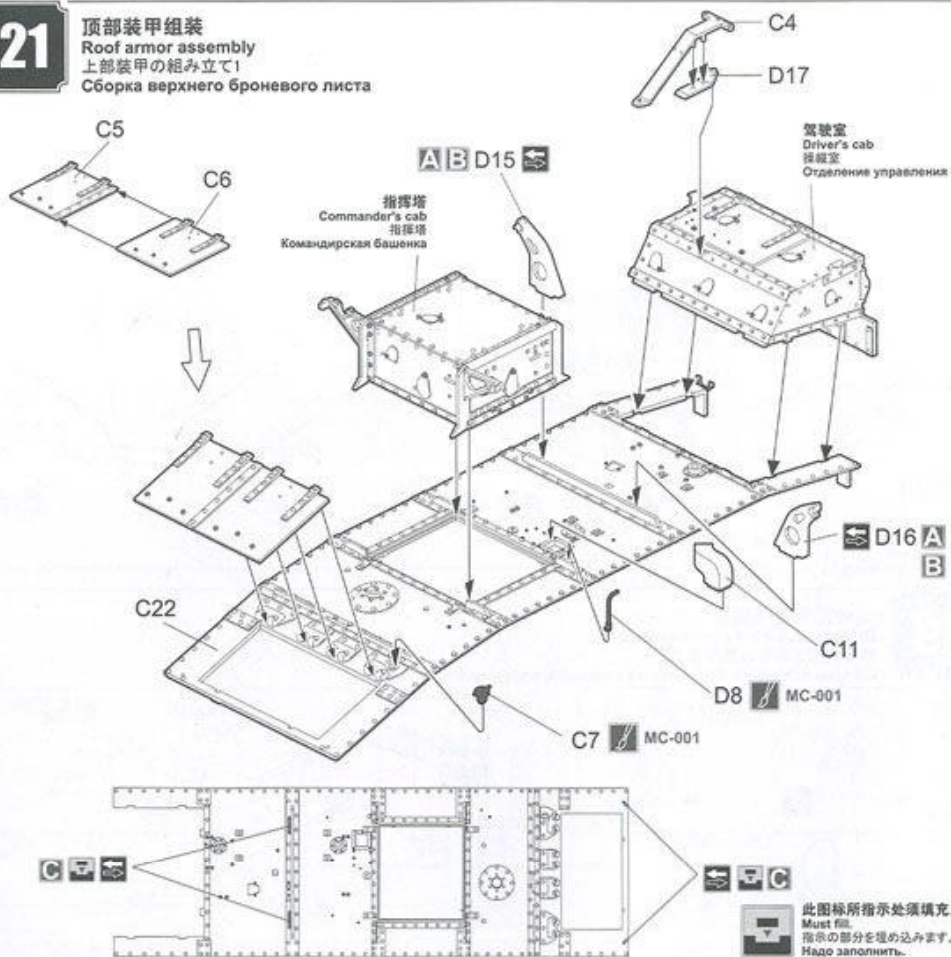 21
顶部装甲组装
Roof armor assembly
上部装甲の組み立て1
Сборка верхнего броневого листа
C4
D17
C5
C6
A B D15
指挥塔
Commander's cab
指揮塔
Командирская башенка
驾驶室
Driver's cab
操縦室
Отделение управления
D16 A
B
C22
C11
D8 MC-001
C7 MC-001
C
C
此图标所指示处须填充
Must fill.
指示の部分を埋め込みます。
Надо заполнить.